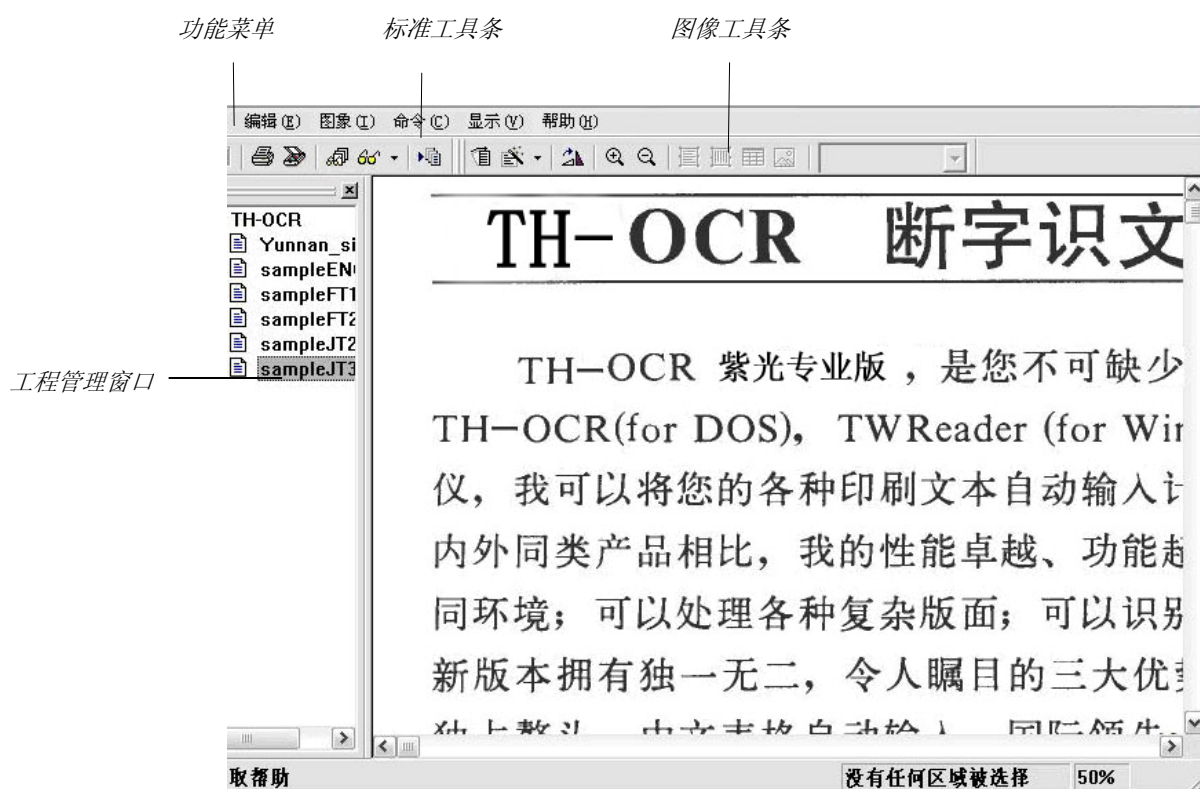 功能菜单 标准工具条 图像工具条
编辑(E) 图象(I) 命令(C) 显示(V) 帮助(H)
TH-OCR
Yunnan_si
sampleEN
sampleFT1
sampleFT2
sampleJT2
sampleJT3
工程管理窗口
TH-OCR 断字识文
TH-OCR 紫光专业版，是您不可缺少
TH-OCR(for DOS)，TWReader (for Wi
仪，我可以将您的各种印刷文本自动输入计
内外同类产品相比，我的性能卓越、功能越
同环境；可以处理各种复杂版面；可以识别
新版本拥有独一无二，令人瞩目的三大优
取帮助 没有任何区域被选择 50%